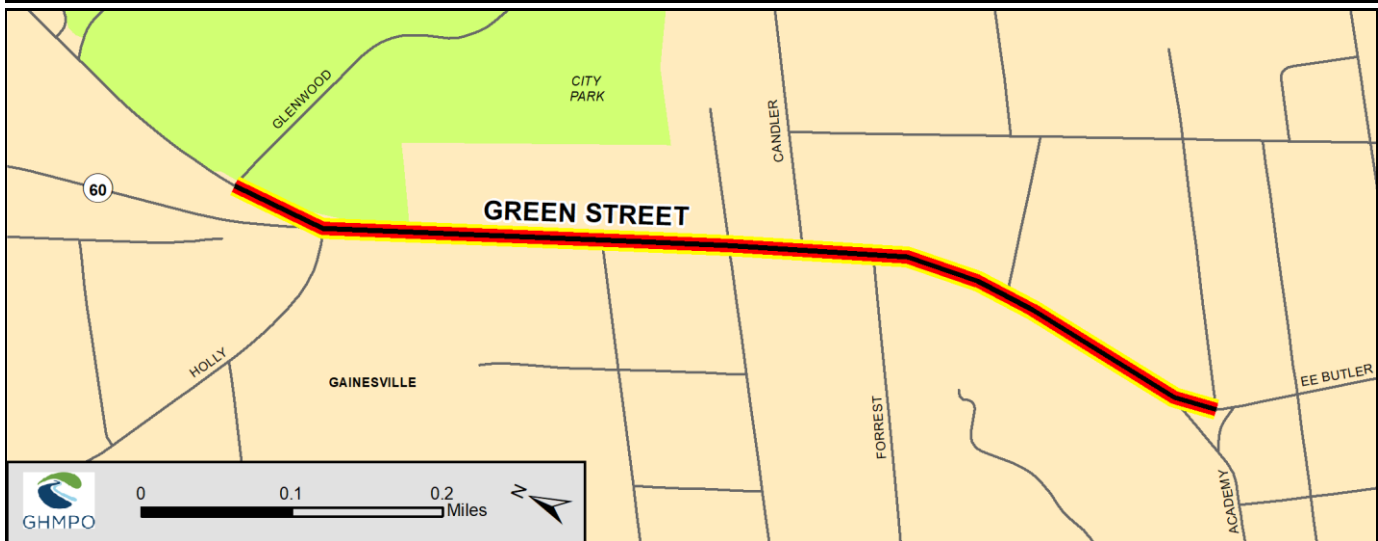 CITY
PARK
GLENWOOD
CANDLER
60
GREEN STREET
HOLLY
GAINESVILLE
FORREST
EE BUTLER
ACADEMY
GHMPO
0 0.1 0.2
Miles
N